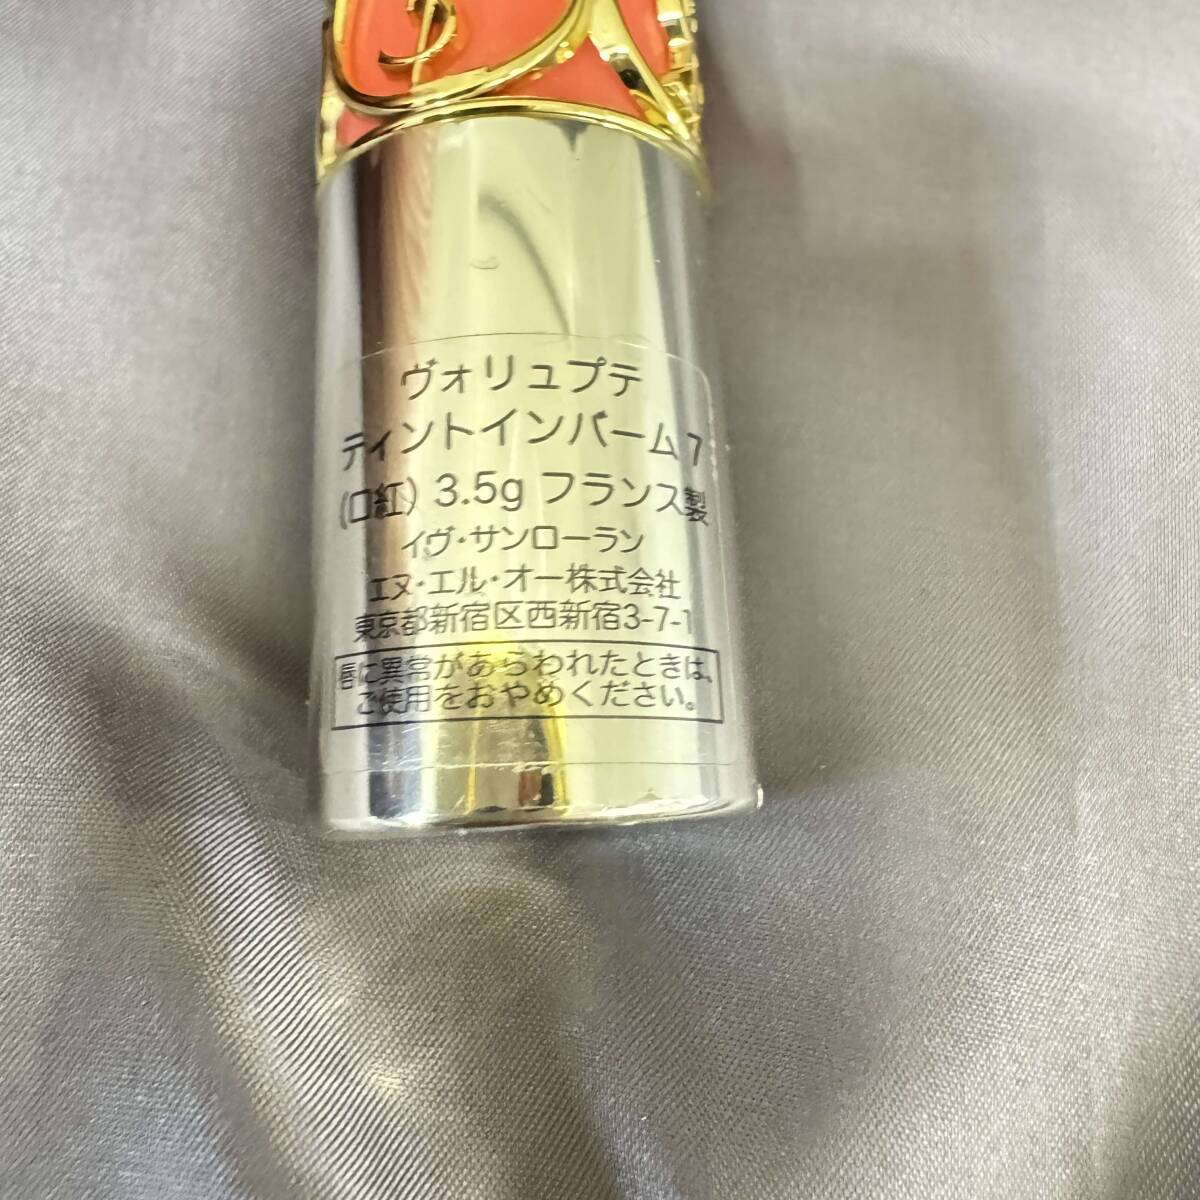 ヴォリュプテ
ティントインバーム 7
(口紅) 3.5g フランス製
イヴ・サンローラン
エヌ・エル・オー株式会社
東京都新宿区西新宿3-7-1
唇に異常があらわれたときは、
ご使用をおやめください。